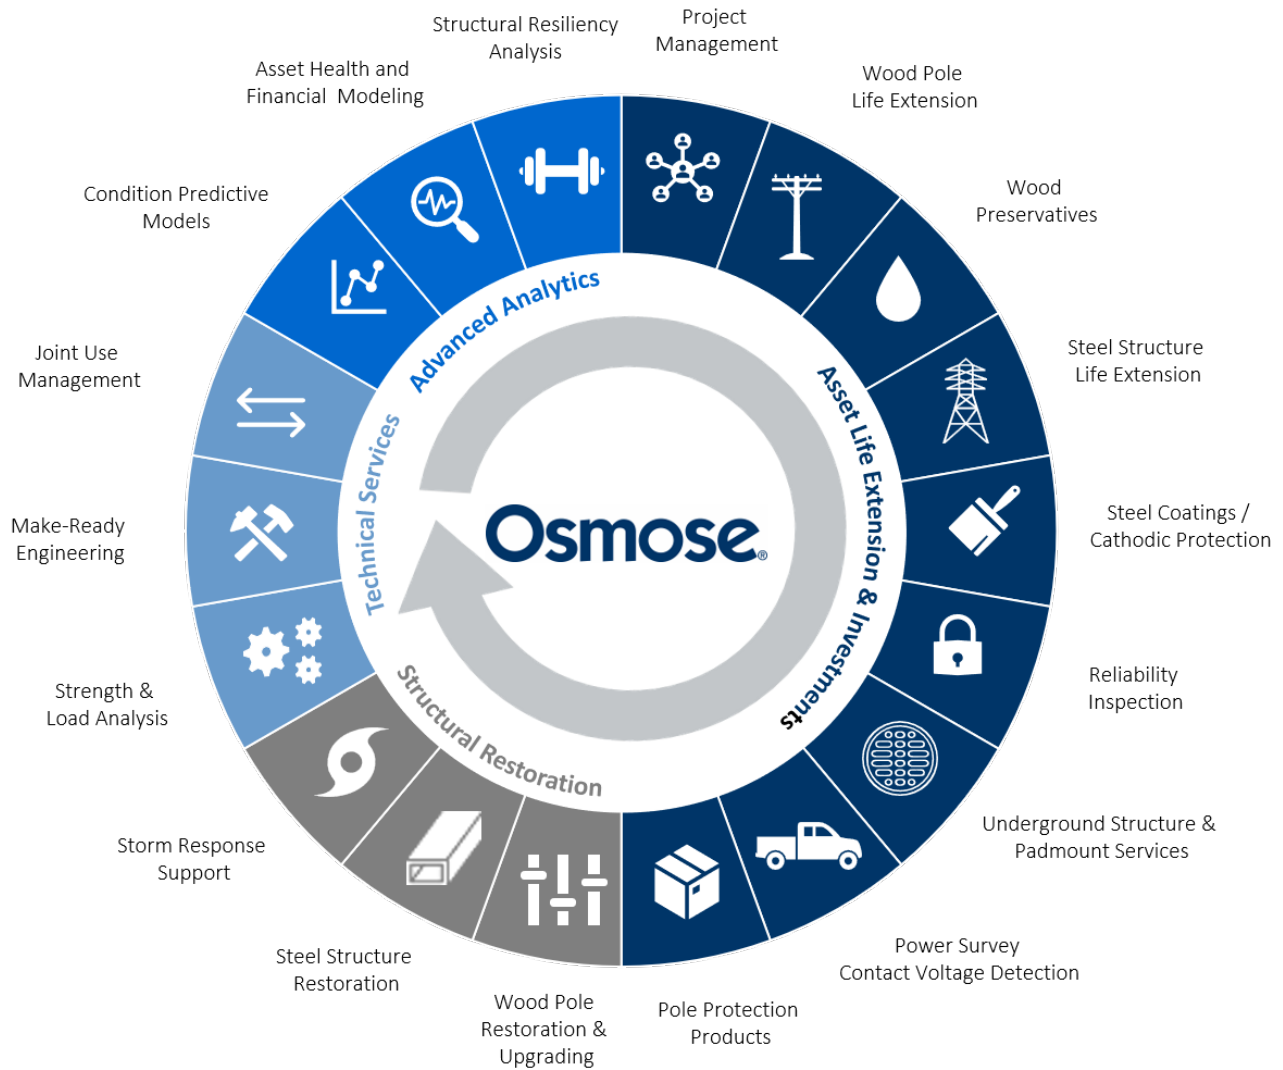 Structural Resiliency
Analysis
Project
Management
Asset Health and
Financial Modeling
Wood Pole
Life Extension
Condition Predictive
Models
Wood
Preservatives
Joint Use
Management
Steel Structure
Life Extension
Make-Ready
Engineering
Steel Coatings /
Cathodic Protection
Strength &
Load Analysis
Reliability
Inspection
Storm Response
Support
Underground Structure &
Padmount Services
Steel Structure
Restoration
Power Survey
Contact Voltage Detection
Wood Pole
Restoration &
Upgrading
Pole Protection
Products
Advanced Analytics
Asset Life Extension & Investments
Technical Services
Structural Restoration
Osmose®